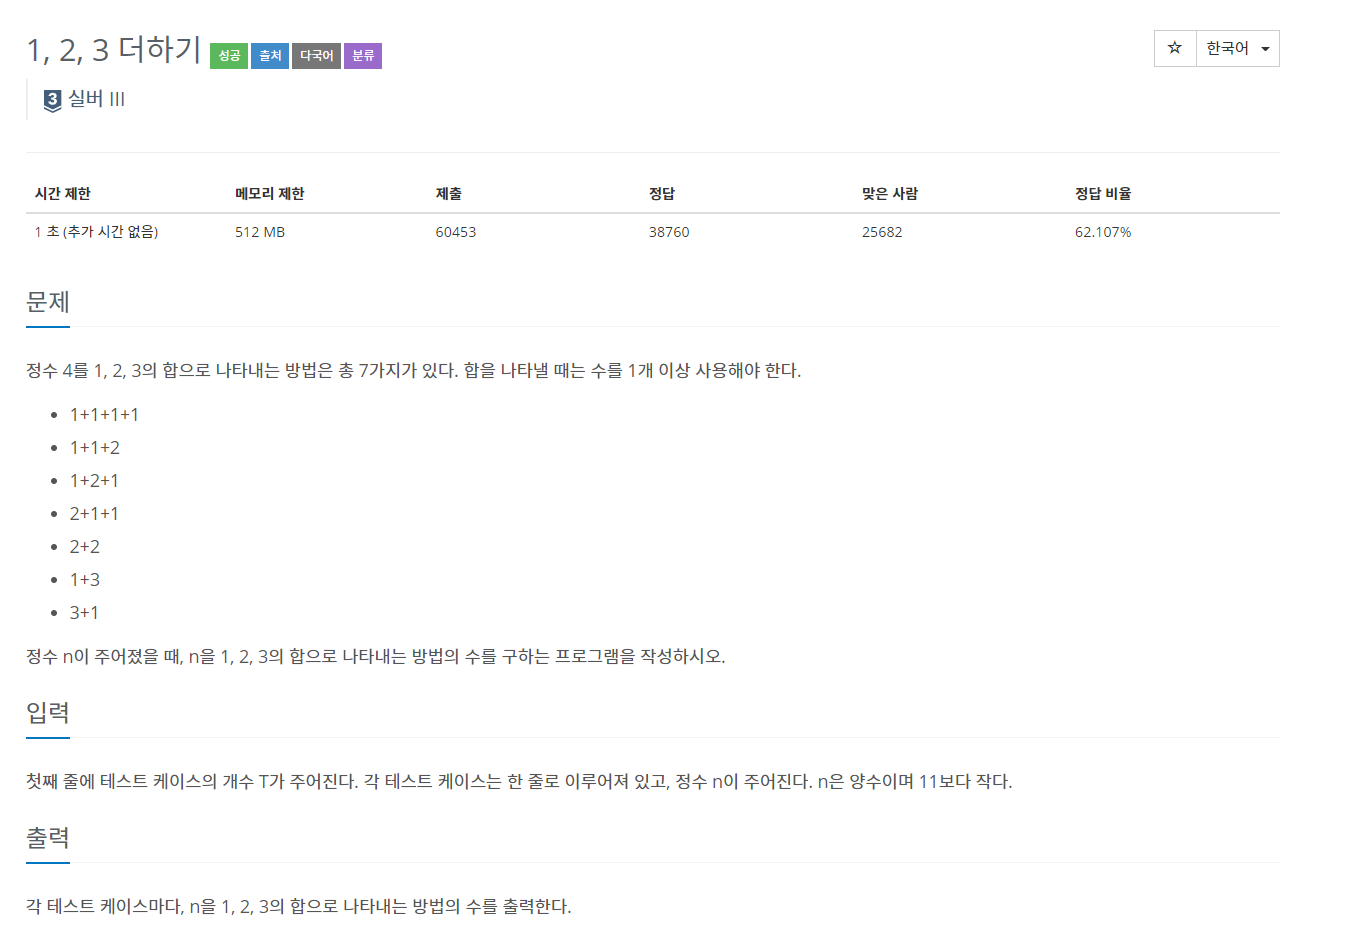 1, 2, 3 더하기 성공 출처 다국어 분류
☆ 한국어
3 실버 III
시간 제한 메모리 제한 제출 정답 맞은 사람 정답 비율
1 초 (추가 시간 없음) 512 MB 60453 38760 25682 62.107%
문제
정수 4를 1, 2, 3의 합으로 나타내는 방법은 총 7가지가 있다. 합을 나타낼 때는 수를 1개 이상 사용해야 한다.
• 1+1+1+1
• 1+1+2
• 1+2+1
• 2+1+1
• 2+2
• 1+3
• 3+1
정수 n이 주어졌을 때, n을 1, 2, 3의 합으로 나타내는 방법의 수를 구하는 프로그램을 작성하시오.
입력
첫째 줄에 테스트 케이스의 개수 T가 주어진다. 각 테스트 케이스는 한 줄로 이루어져 있고, 정수 n이 주어진다. n은 양수이며 11보다 작다.
출력
각 테스트 케이스마다, n을 1, 2, 3의 합으로 나타내는 방법의 수를 출력한다.